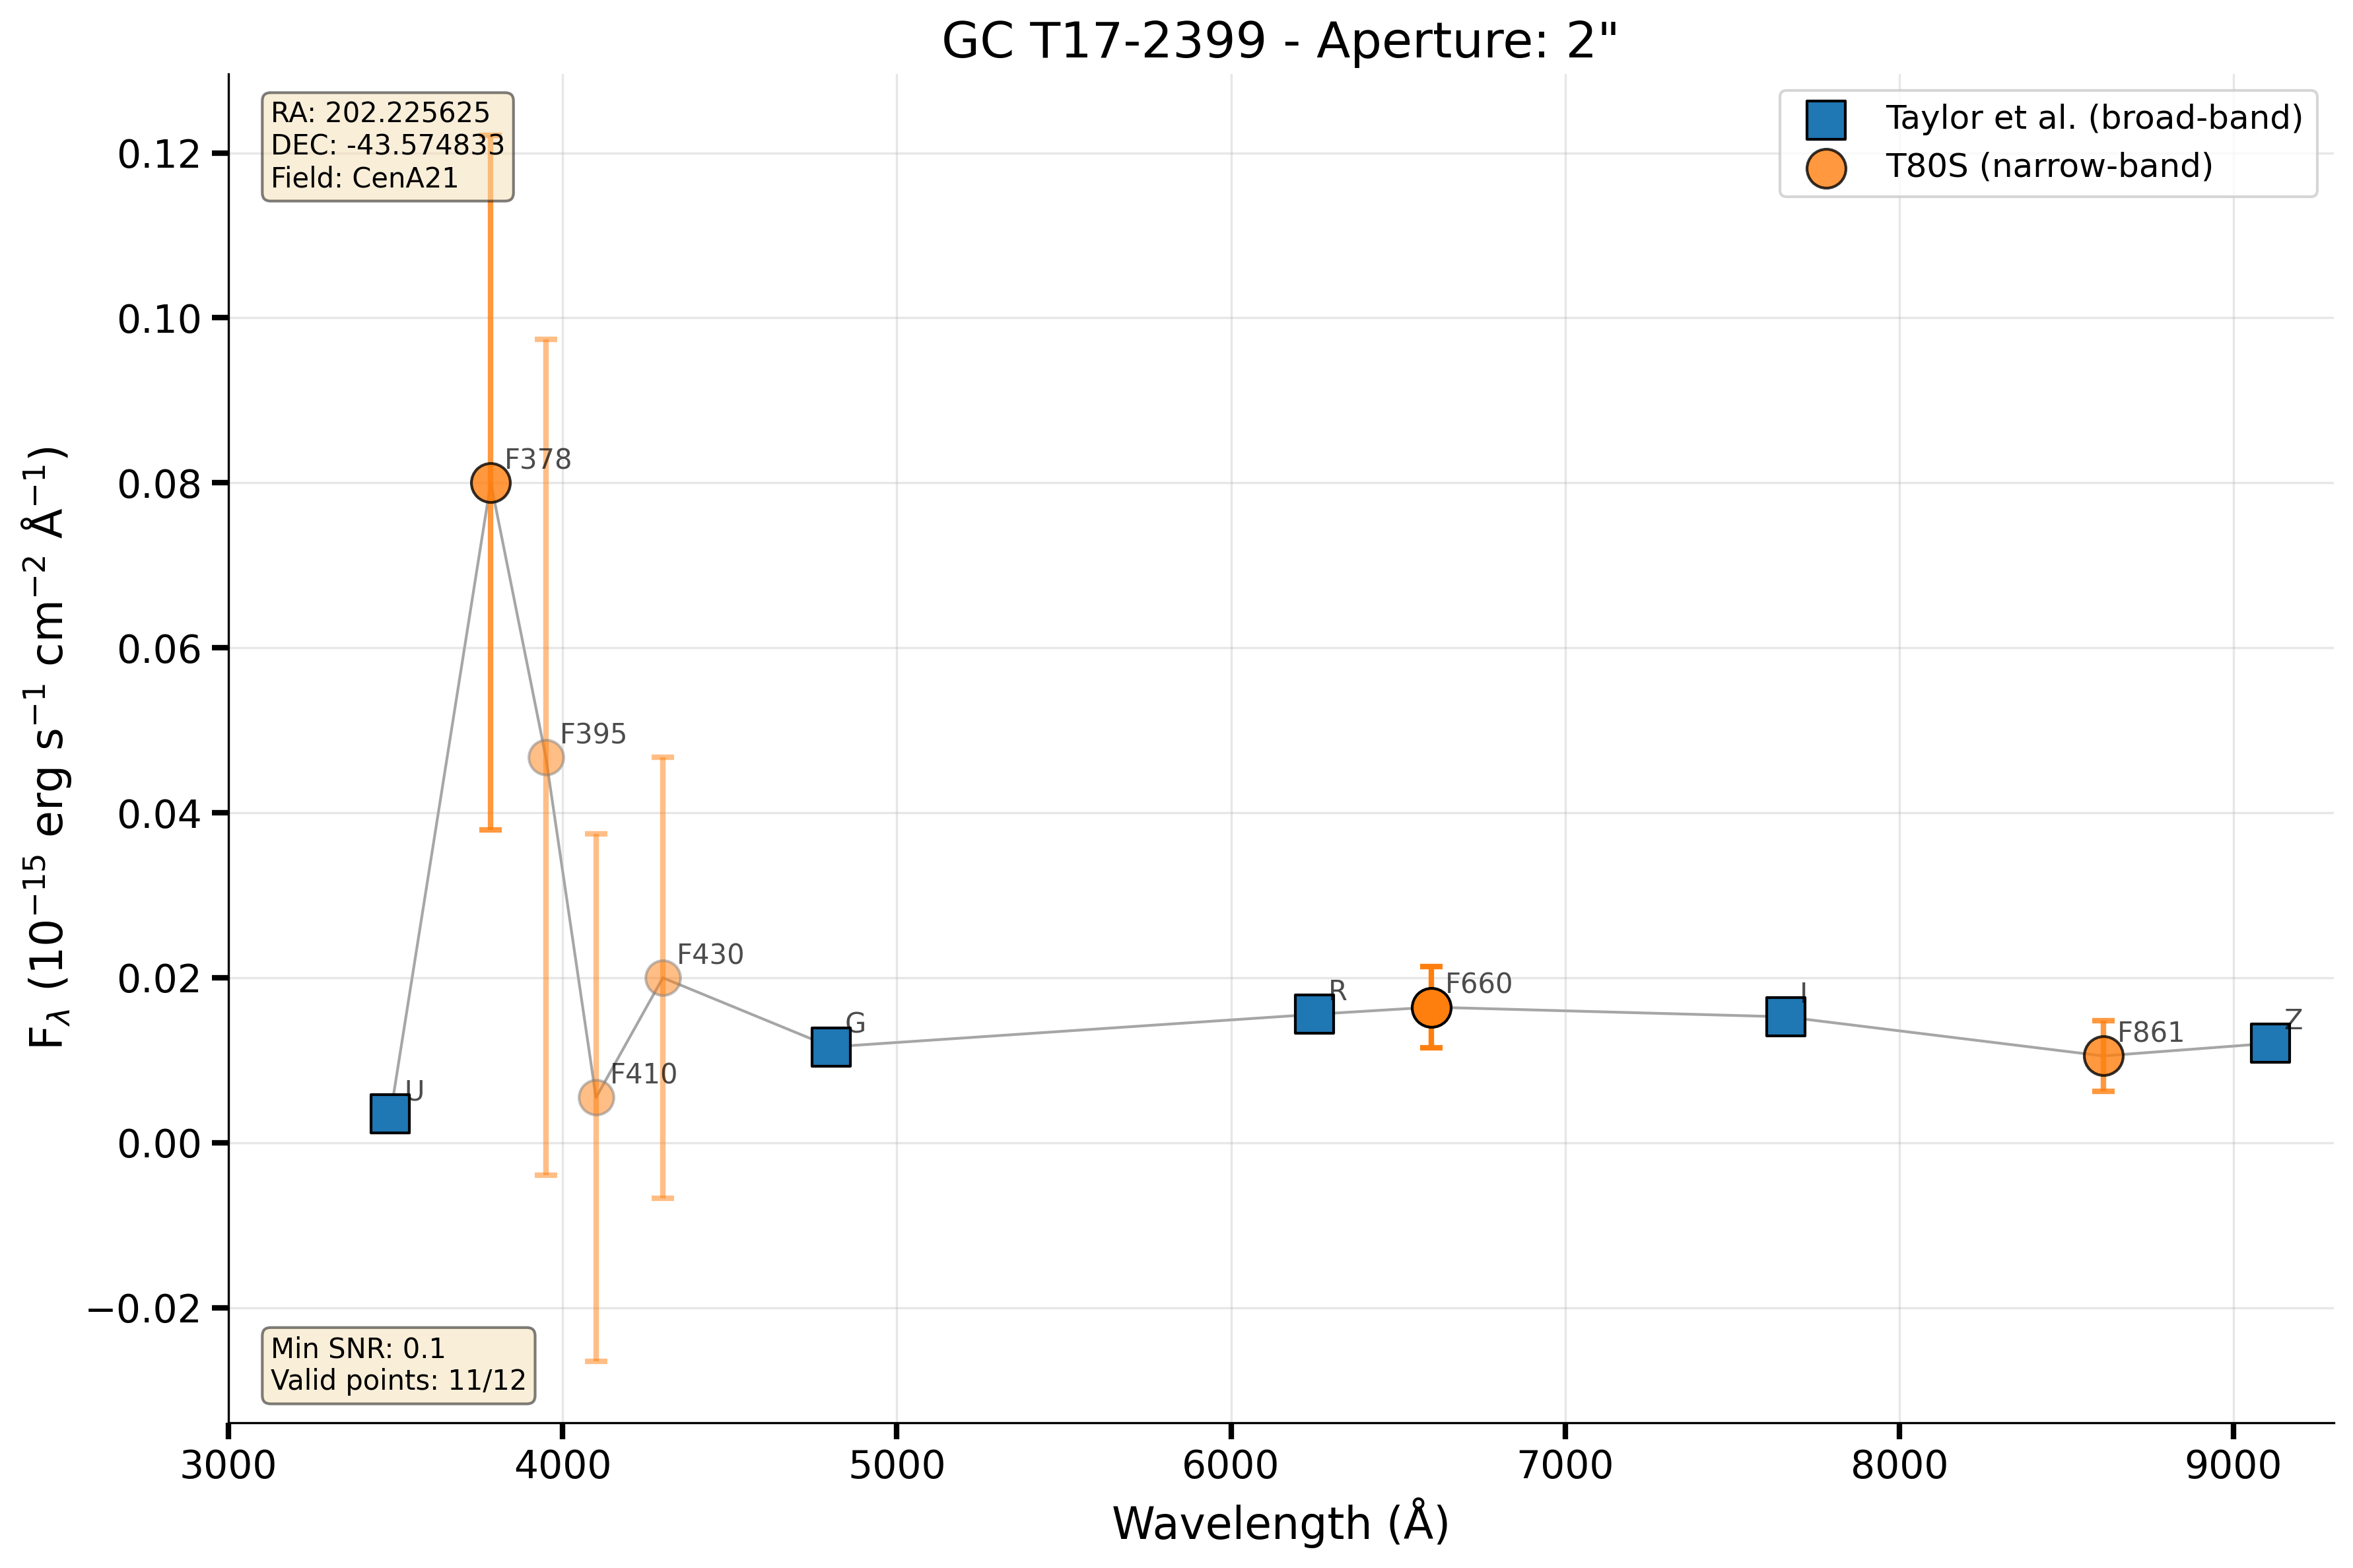 GC T17-2399 - Aperture: 2"
RA: 202.225625
DEC: -43.574833
Field: CenA21
Taylor et al. (broad-band)
T80S (narrow-band)
0.12
0.10
0.08
0.06
0.04
0.02
0.00
−0.02
F_λ (10⁻¹⁵ erg s⁻¹ cm⁻² Å⁻¹)
U
F378
F395
F410
F430
G
R
F660
I
F861
Z
Min SNR: 0.1
Valid points: 11/12
3000 4000 5000 6000 7000 8000 9000
Wavelength (Å)